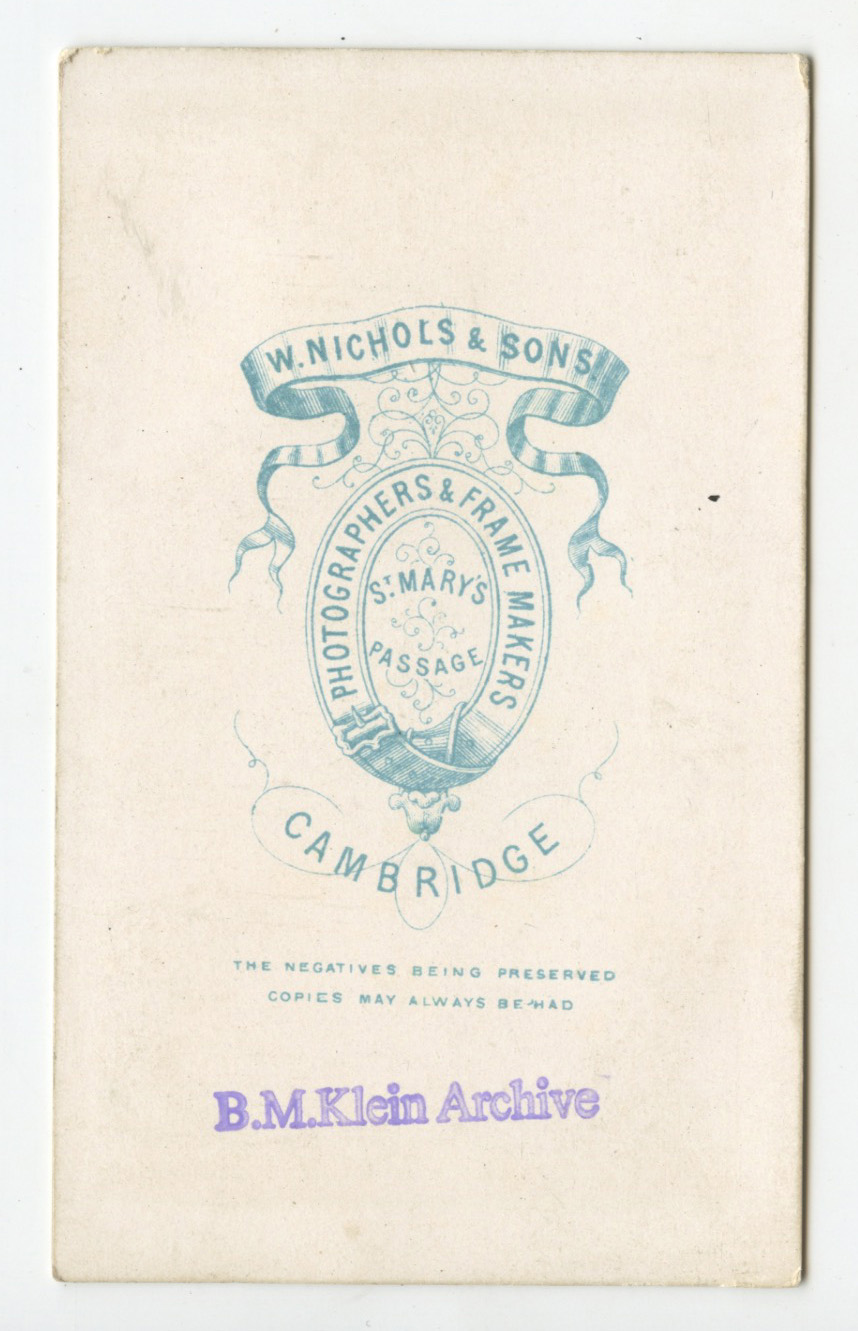 W. NICHOLS & SONS.
PHOTOGRAPHERS & FRAME MAKERS
ST. MARY'S
PASSAGE
CAMBRIDGE
THE NEGATIVES BEING PRESERVED
COPIES MAY ALWAYS BE HAD
B.M.Klein Archive